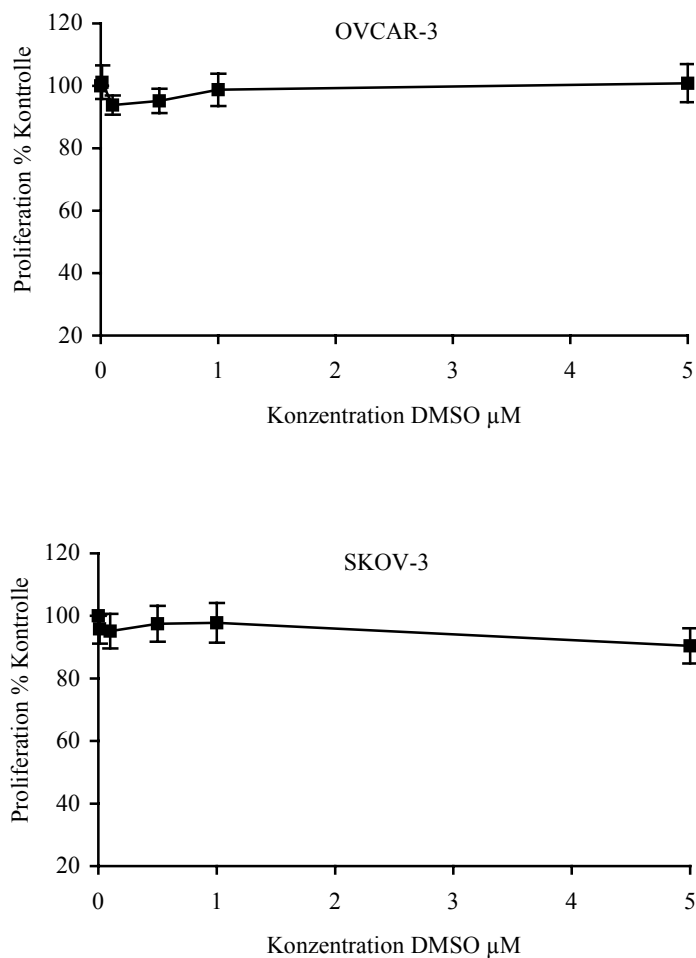 OVCAR-3
Proliferation % Kontrolle
120
100
80
60
40
20
0 1 2 3 4 5
Konzentration DMSO µM
SKOV-3
Proliferation % Kontrolle
120
100
80
60
40
20
0 1 2 3 4 5
Konzentration DMSO µM